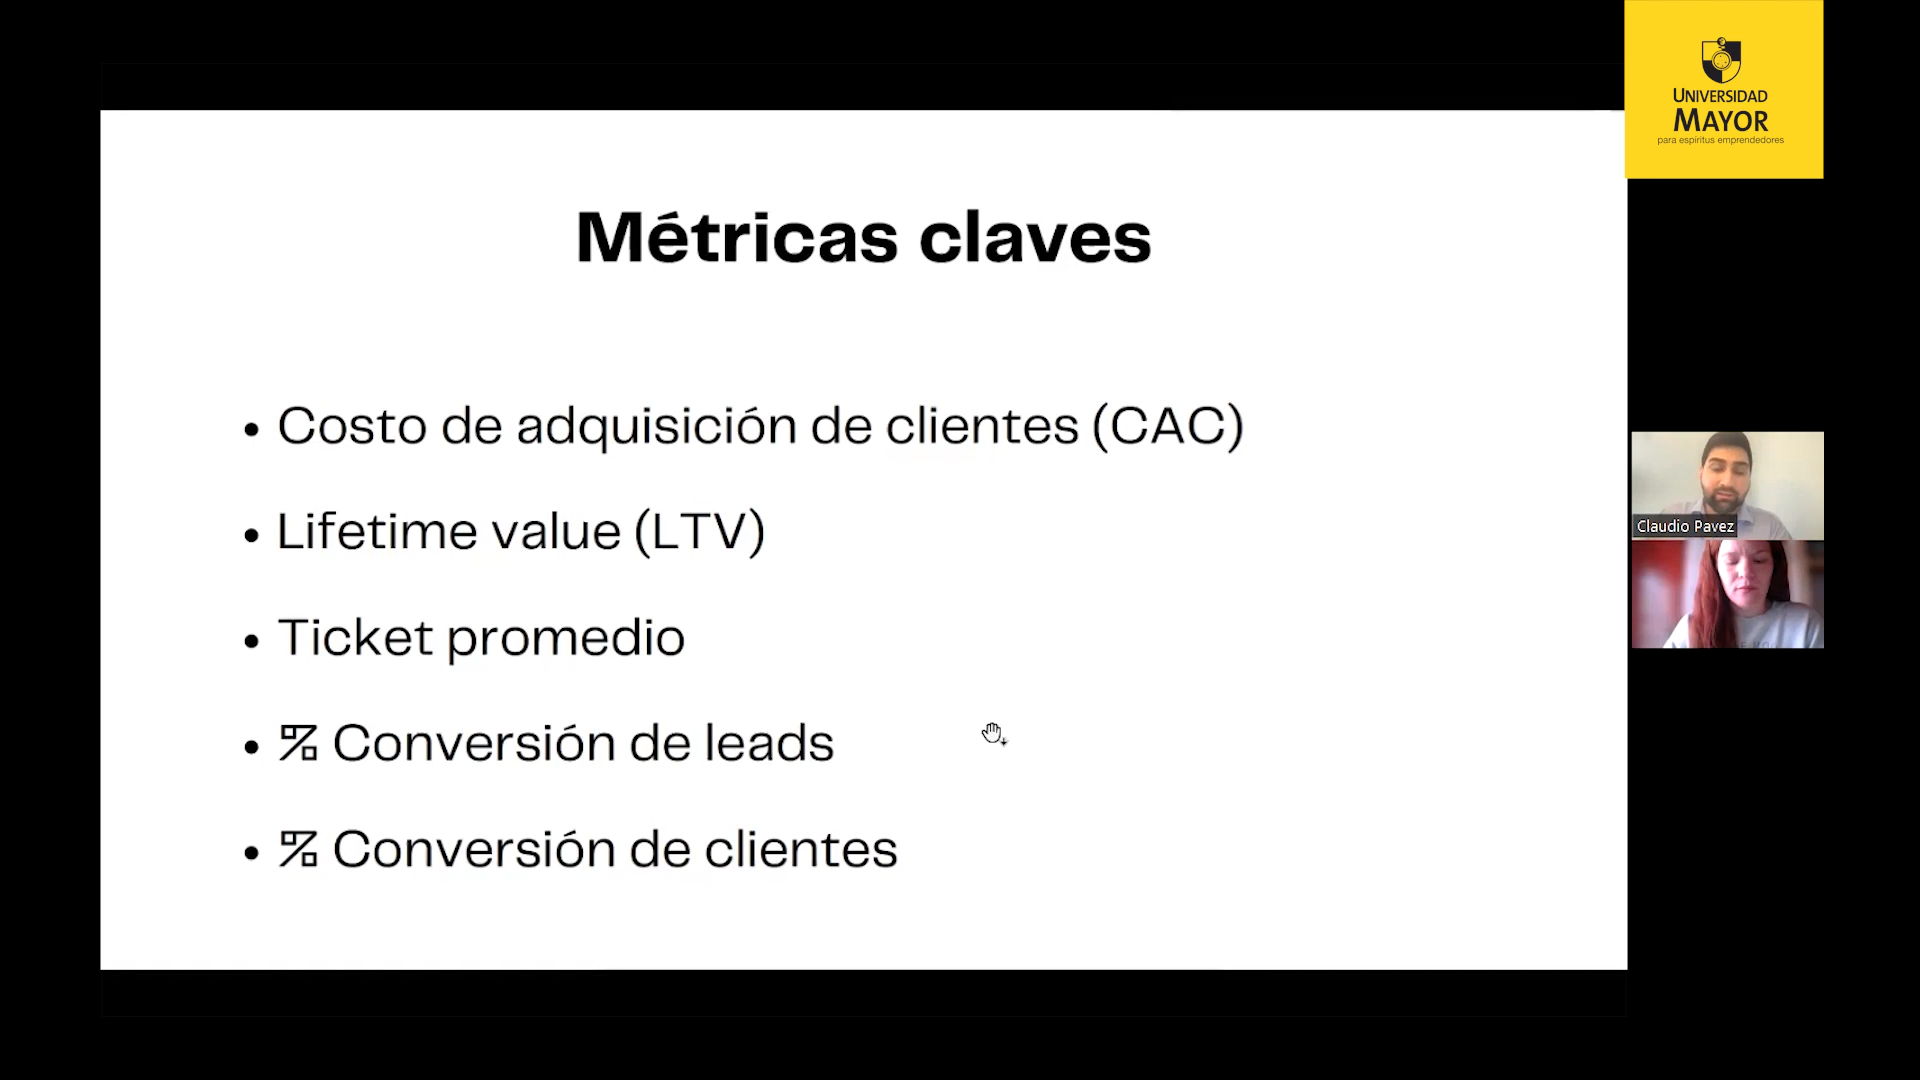 UNIVERSIDAD
MAYOR
para espíritus emprendedores
Métricas claves
• Costo de adquisición de clientes (CAC)
• Lifetime value (LTV)
• Ticket promedio
• % Conversión de leads
• % Conversión de clientes
Claudio Pavez